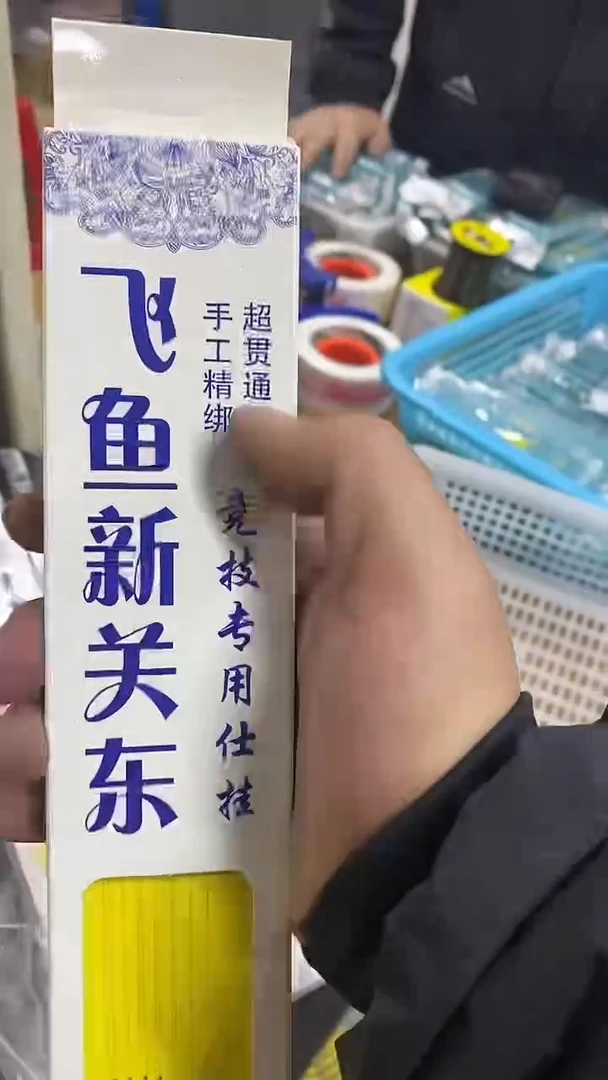 飞鱼新关东
超贯通
手工精绑
竞技专用仕挂